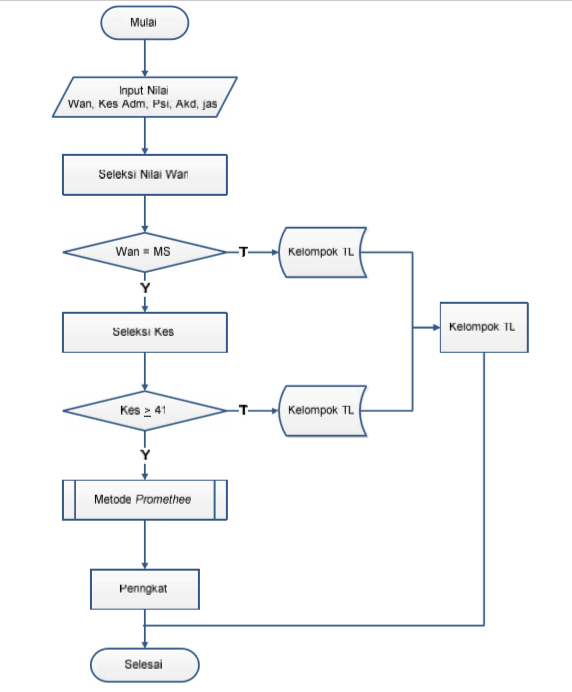 Mulai
Input Nilai
Wan, Kes Adm, Psi, Akd, jas
Seleksi Nilai Wan
Wan = MS
T
Kelompok TL
Y
Seleksi Kes
Kelompok TL
Kes ≥ 41
T
Kelompok TL
Y
Metode Promethee
Peringkat
Selesai